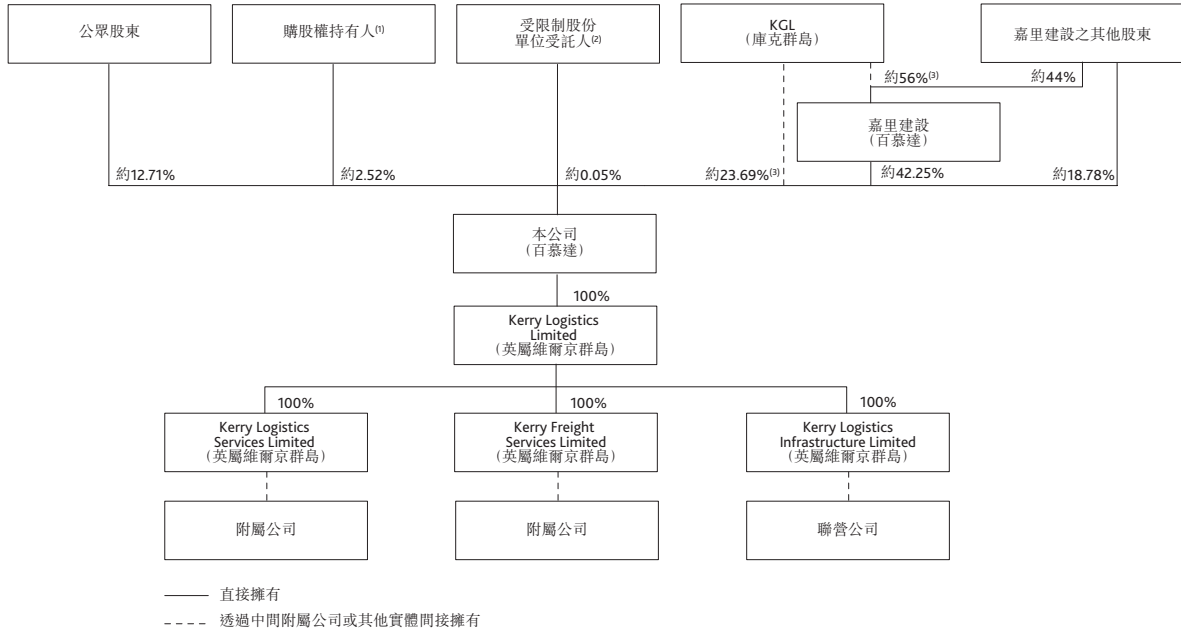 公眾股東
購股權持有人⁽¹⁾
受限制股份
單位受託人⁽²⁾
KGL
(庫克群島)
嘉里建設之其他股東
約56%⁽³⁾
約44%
嘉里建設
(百慕達)
約12.71%
約2.52%
約0.05%
約23.69%⁽³⁾
約42.25%
約18.78%
本公司
(百慕達)
100%
Kerry Logistics
Limited
(英屬維爾京群島)
100%
100%
100%
Kerry Logistics
Services Limited
(英屬維爾京群島)
Kerry Freight
Services Limited
(英屬維爾京群島)
Kerry Logistics
Infrastructure Limited
(英屬維爾京群島)
附屬公司
附屬公司
聯營公司
直接擁有
透過中間附屬公司或其他實體間接擁有